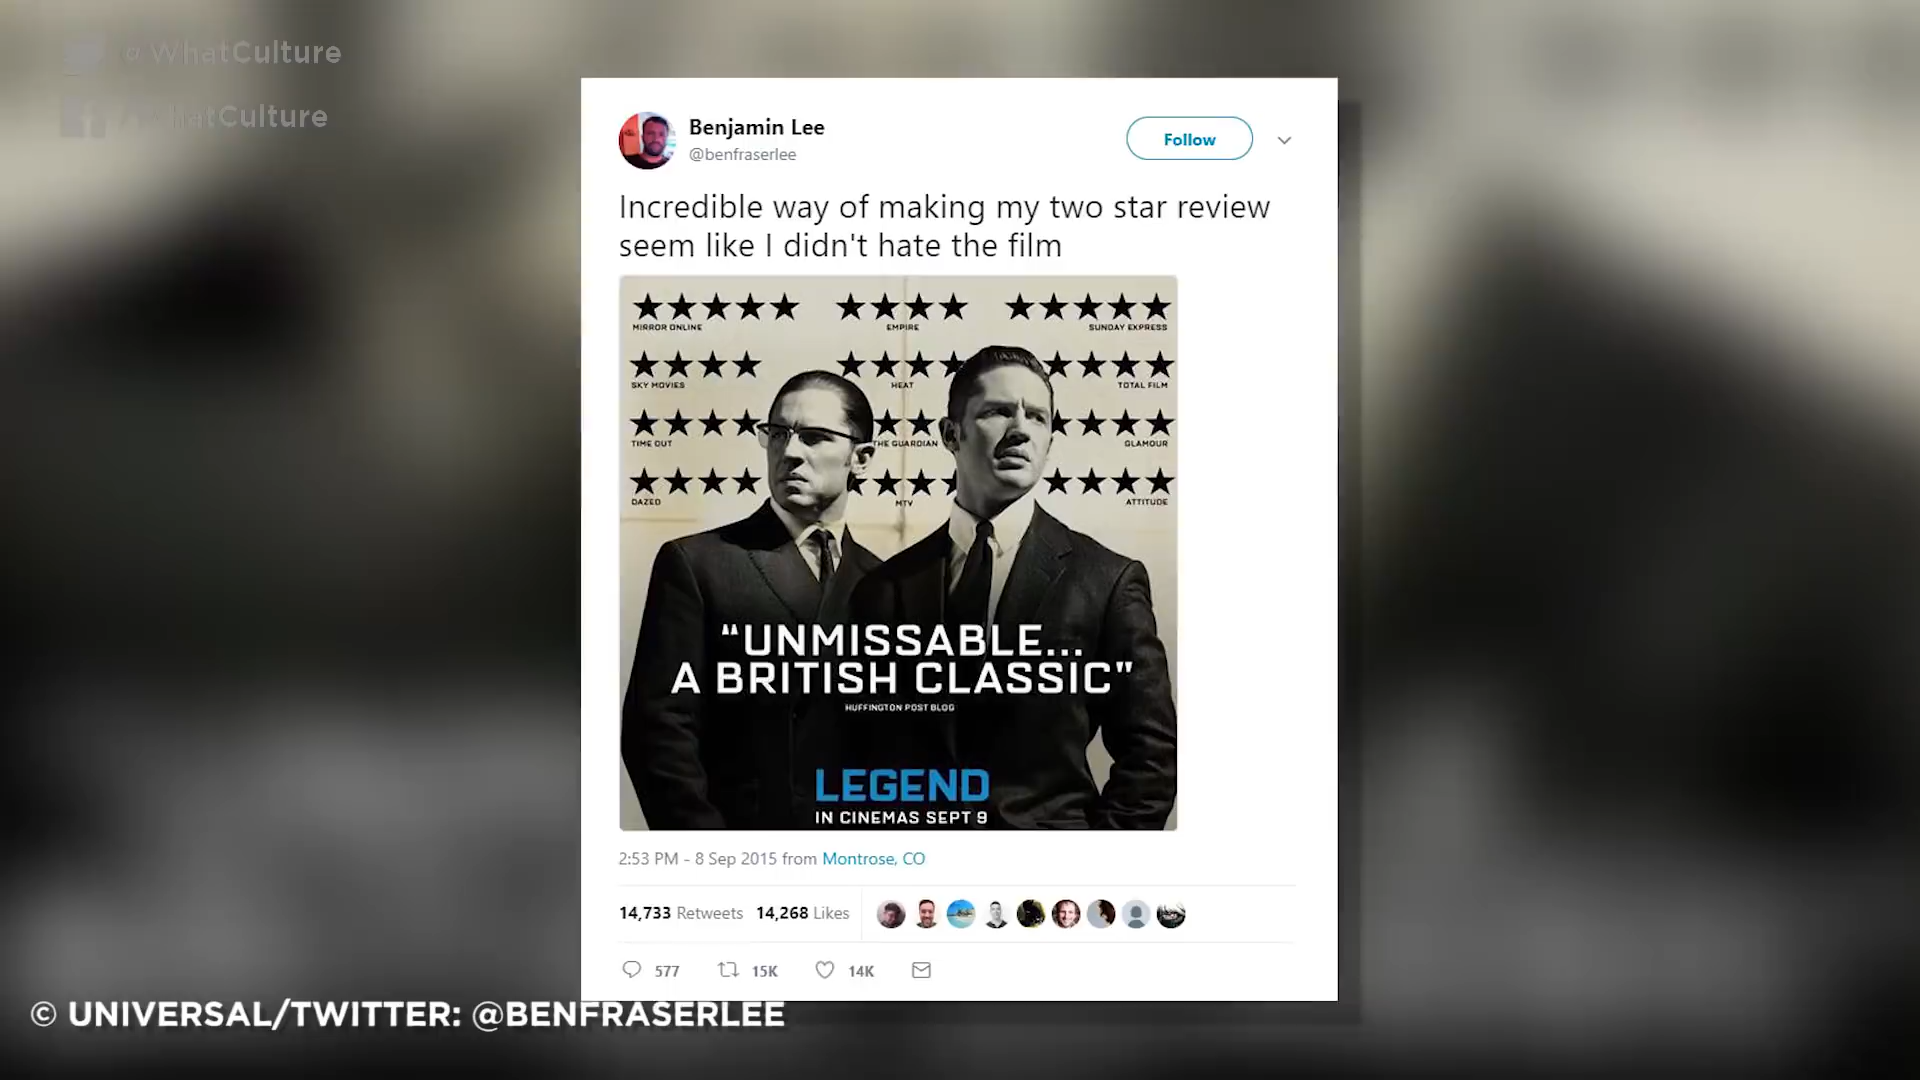 @WhatCulture
/WhatCulture
Benjamin Lee
@benfraserlee
Follow
Incredible way of making my two star review
seem like I didn't hate the film
★★★★★ ★★★★ ★★★★★
MIRROR ONLINE EMPIRE SUNDAY EXPRESS
★★★★ ★★★★ ★★★★
SKY MOVIES HEAT TOTAL FILM
★★★★ ★★ ★★★★
TIME OUT THE GUARDIAN GLAMOUR
★★★★ ★★★★ ★★★★
DAZED MTV ATTITUDE
"UNMISSABLE...
A BRITISH CLASSIC"
HUFFINGTON POST BLOG
LEGEND
IN CINEMAS SEPT 9
2:53 PM - 8 Sep 2015 from Montrose, CO
14,733 Retweets 14,268 Likes
577 15K 14K
© UNIVERSAL/TWITTER: @BENFRASERLEE